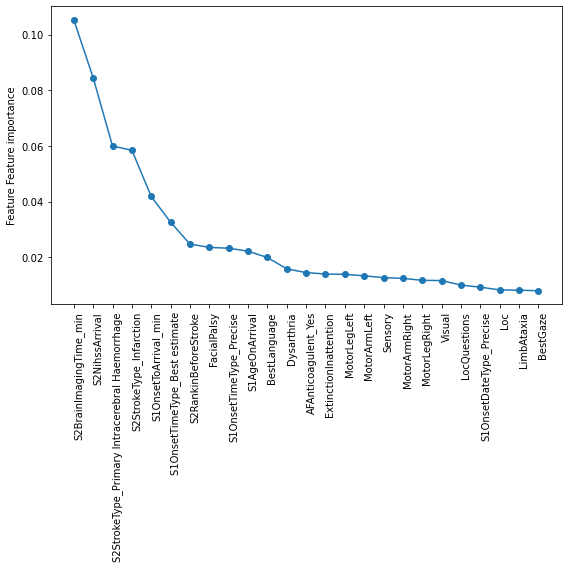 Feature Feature importance
0.10
0.08
0.06
0.04
0.02
S2BrainImagingTime_min
S2NihssArrival
S2StrokeType_Primary Intracerebral Haemorrhage
S2StrokeType_Infarction
S1OnsetToArrival_min
S1OnsetTimeType_Best estimate
S2RankinBeforeStroke
FacialPalsy
S1OnsetTimeType_Precise
S1AgeOnArrival
BestLanguage
Dysarthria
AFAnticoagulent_Yes
ExtinctionInattention
MotorLegLeft
MotorArmLeft
Sensory
MotorArmRight
MotorLegRight
Visual
LocQuestions
S1OnsetDateType_Precise
Loc
LimbAtaxia
BestGaze